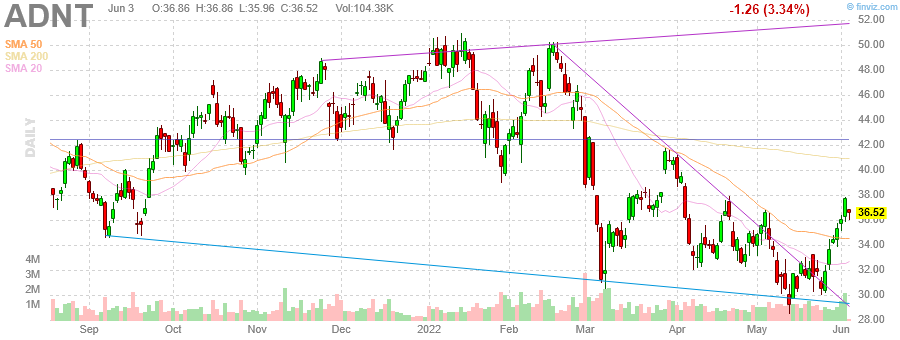 ADNT
Jun 3 O:36.86 H:36.86 L:35.96 C:36.52 Vol:104.38K
-1.26 (3.34%)
© finviz.com
SMA 50
SMA 200
SMA 20
DAILY
52.00
50.00
48.00
46.00
44.00
42.00
40.00
38.00
36.52
36.00
34.00
32.00
30.00
28.00
4M
3M
2M
1M
Sep Oct Nov Dec 2022 Feb Mar Apr May Jun